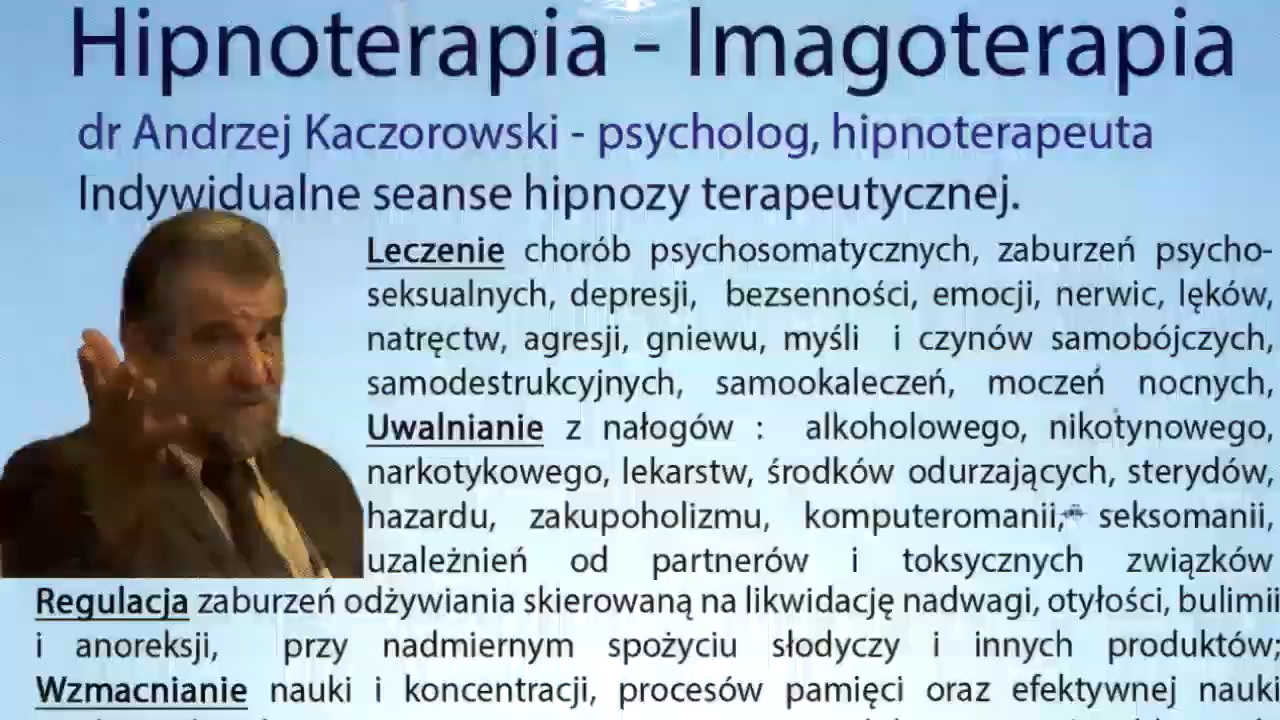 Hipnoterapia - Imagoterapia
dr Andrzej Kaczorowski - psycholog, hipnoterapeuta
Indywidualne seanse hipnozy terapeutycznej.
Leczenie chorób psychosomatycznych, zaburzeń psycho-
seksualnych, depresji, bezsenności, emocji, nerwic, lęków,
natręctw, agresji, gniewu, myśli i czynów samobójczych,
samodestrukcyjnych, samookaleczeń, moczeń nocnych,
Uwalnianie z nałogów : alkoholowego, nikotynowego,
narkotykowego, lekarstw, środków odurzających, sterydów,
hazardu, zakupoholizmu, komputeromanii, seksomanii,
uzależnień od partnerów i toksycznych związków
Regulacja zaburzeń odżywiania skierowaną na likwidację nadwagi, otyłości, bulimii
i anoreksji, przy nadmiernym spożyciu słodyczy i innych produktów;
Wzmacnianie nauki i koncentracji, procesów pamięci oraz efektywnej nauki